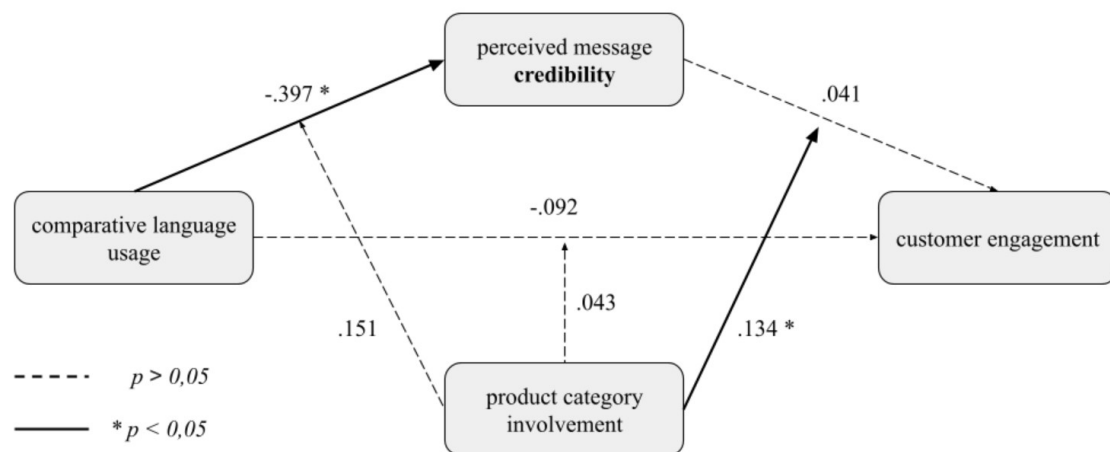 perceived message
credibility
-.397 *
.041
comparative language
usage
-.092
customer engagement
.151
.043
.134 *
product category
involvement
p > 0,05
* p < 0,05